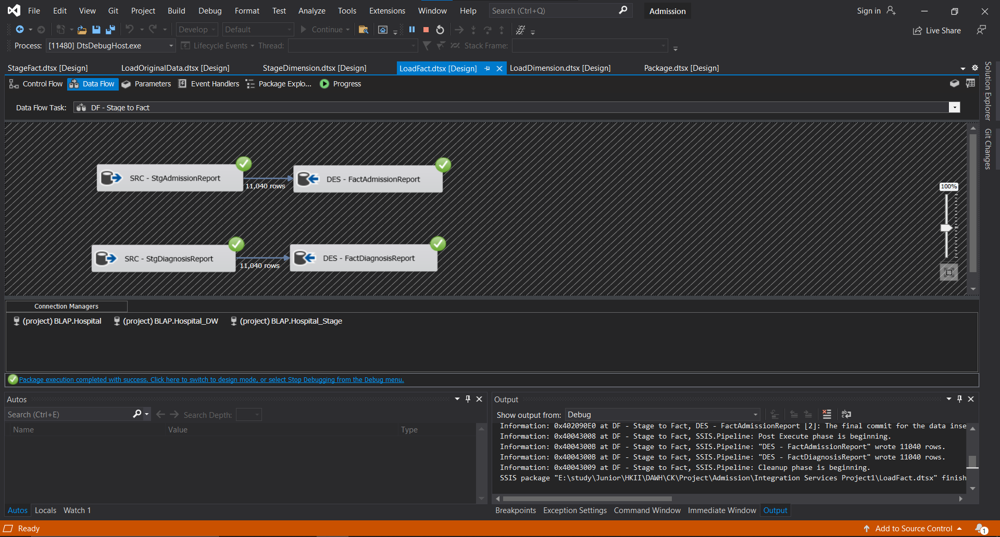 File Edit View Git Project Build Debug Format Test Analyze Tools Extensions Window Help Search (Ctrl+Q) Admission Sign in
Develop Default Continue Live Share
Process: [11480] DtsDebugHost.exe Lifecycle Events Thread: Stack Frame:
StageFact.dtsx [Design] LoadOriginalData.dtsx [Design] StageDimension.dtsx [Design] LoadFact.dtsx [Design] LoadDimension.dtsx [Design] Package.dtsx [Design]
Control Flow Data Flow Parameters Event Handlers Package Explo... Progress
Data Flow Task: DF - Stage to Fact
Solution Explorer
Git Changes
SRC - StgAdmissionReport
11,040 rows
DES - FactAdmissionReport
100%
SRC - StgDiagnosisReport
11,040 rows
DES - FactDiagnosisReport
Connection Managers
(project) BLAP.Hospital (project) BLAP.Hospital_DW (project) BLAP.Hospital_Stage
Package execution completed with success. Click here to switch to design mode, or select Stop Debugging from the Debug menu.
Autos
Search (Ctrl+E) Search Depth:
Name Value Type
Autos Locals Watch 1
Output
Show output from: Debug
Information: 0x402090E0 at DF - Stage to Fact, DES - FactAdmissionReport [2]: The final commit for the data inse
Information: 0x40043008 at DF - Stage to Fact, SSIS.Pipeline: Post Execute phase is beginning.
Information: 0x4004300B at DF - Stage to Fact, SSIS.Pipeline: "DES - FactAdmissionReport" wrote 11040 rows.
Information: 0x4004300B at DF - Stage to Fact, SSIS.Pipeline: "DES - FactDiagnosisReport" wrote 11040 rows.
Information: 0x40043009 at DF - Stage to Fact, SSIS.Pipeline: Cleanup phase is beginning.
SSIS package "E:\study\Junior\HKII\DAWH\CK\Project\Admission\Integration Services Project1\LoadFact.dtsx" finish
Breakpoints Exception Settings Command Window Immediate Window Output
Ready Add to Source Control 1